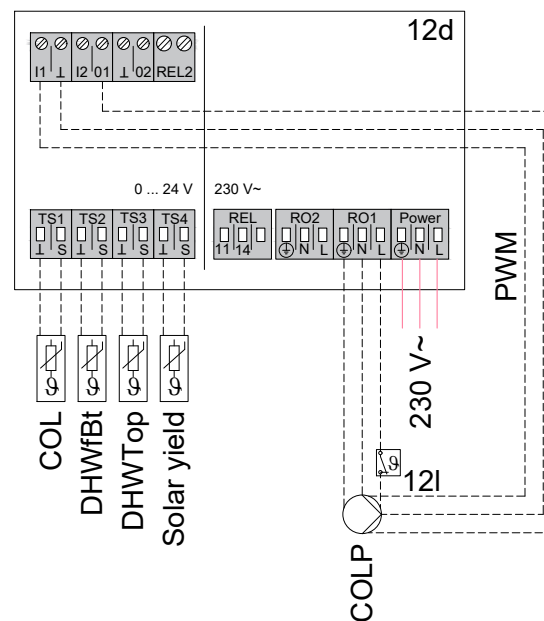 12d
I1 ⊥ I2 01 ⊥ 02 REL2
0 ... 24 V 230 V~
TS1 TS2 TS3 TS4 REL RO2 RO1 Power
⊥ S ⊥ S ⊥ S ⊥ S 11 14 N L N L N L
PWM
230 V~
ϑ ϑ ϑ ϑ
COL
DHWfBt
DHWTop
Solar yield
ϑ
12l
COLP